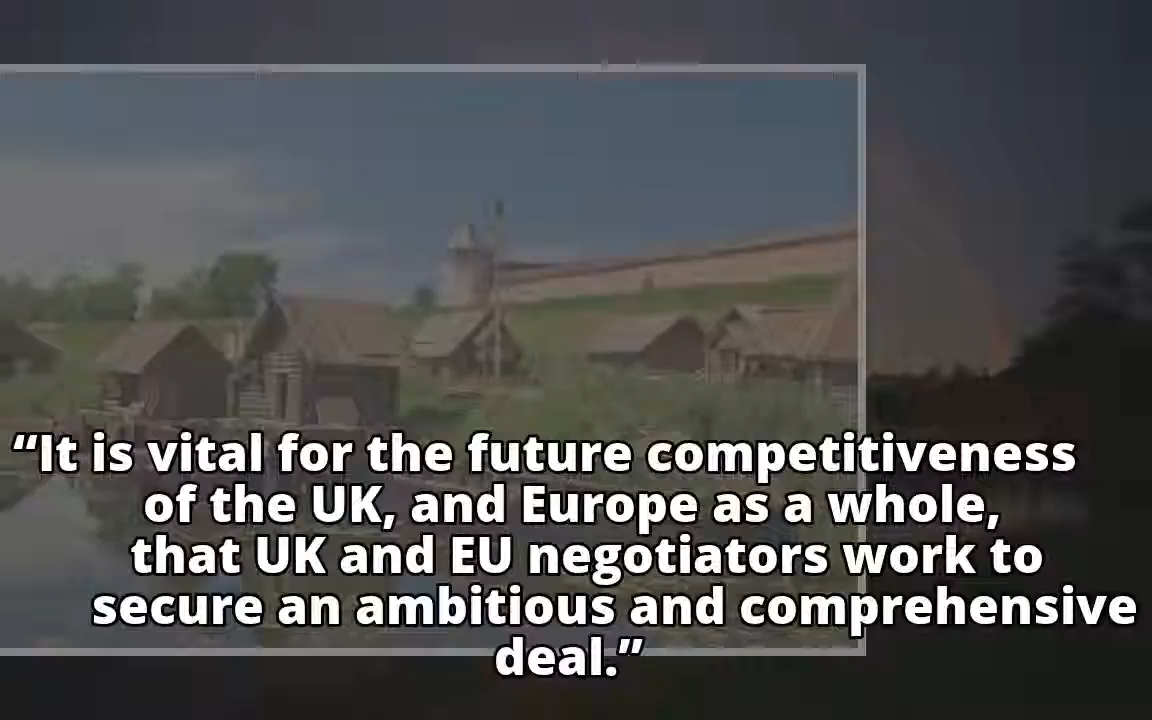 “It is vital for the future competitiveness
of the UK, and Europe as a whole,
that UK and EU negotiators work to
secure an ambitious and comprehensive
deal.”